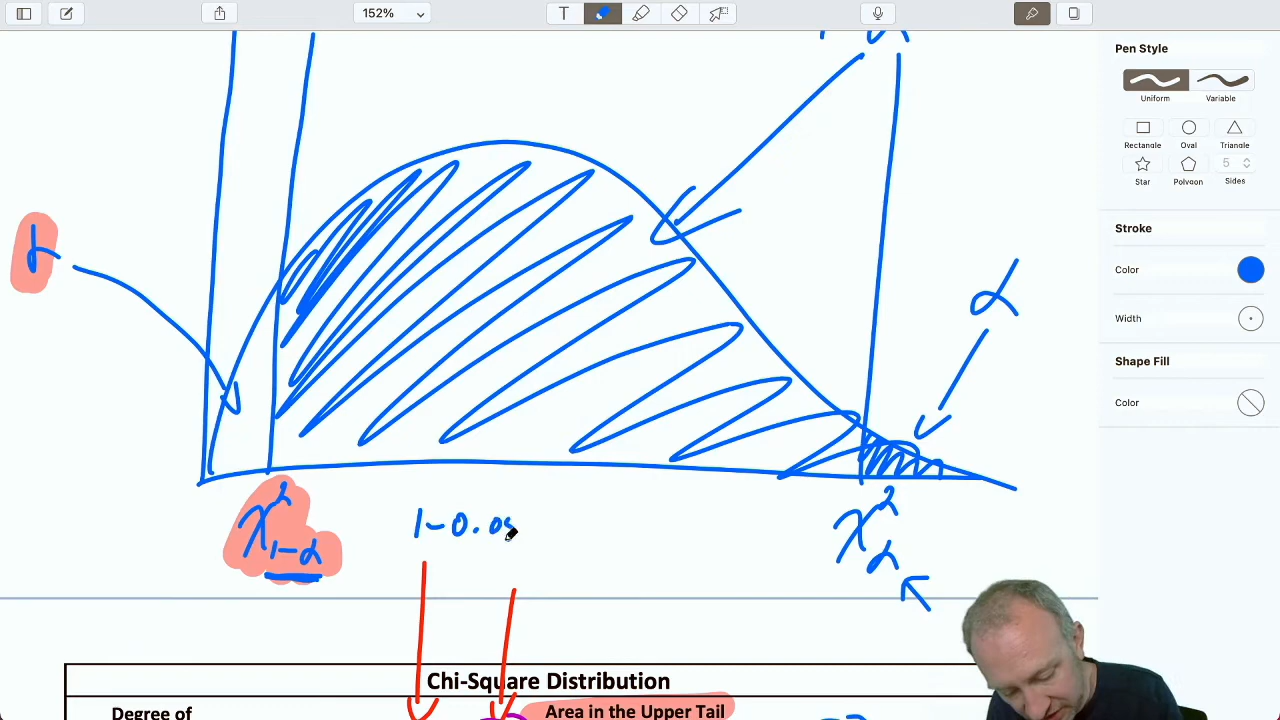 152%
T
Pen Style
Uniform Variable
Rectangle Oval Triangle
Star Polygon 5 Sides
Stroke
Color
Width
Shape Fill
Color
α
α
χ²₁₋α
1-0.05
χ²α
Chi-Square Distribution
Degree of
Area in the Upper Tail